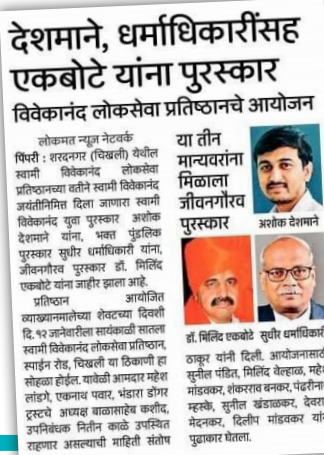 देशमाने, धर्माधिकारींसह
एकबोटे यांना पुरस्कार
विवेकानंद लोकसेवा प्रतिष्ठानचे आयोजन
लोकमत न्यूज नेटवर्क
पिंपरी : शरदनगर (चिखली) येथील
स्वामी विवेकानंद लोकसेवा
प्रतिष्ठानच्या वतीने स्वामी विवेकानंद
जयंतीनिमित्त दिला जाणारा स्वामी
विवेकानंद युवा पुरस्कार अशोक
देशमाने यांना, भक्त पुंडलिक
पुरस्कार सुधीर धर्माधिकारी यांना,
जीवनगौरव पुरस्कार डॉ. मिलिंद
एकबोटे यांना जाहीर झाला आहे.
प्रतिष्ठान आयोजित
व्याख्यानमालेच्या शेवटच्या दिवशी
दि.१२ जानेवारीला सायंकाळी सातला
स्वामी विवेकानंद लोकसेवा प्रतिष्ठान,
स्पाईन रोड, चिखली या ठिकाणी हा
सोहळा होईल. यावेळी आमदार महेश
लांडगे, एकनाथ पवार, भंडारा डोंगर
ट्रस्टचे अध्यक्ष बाळासाहेब कशीद,
उपनिबंधक नितीन काळे उपस्थित
राहणार असल्याची माहिती संतोष
या तीन
मान्यवरांना
मिळाला
जीवनगौरव
पुरस्कार
अशोक देशमाने
डॉ. मिलिंद एकबोटे सुधीर धर्माधिकारी
ठाकूर यांनी दिली. आयोजनासाठी
सुनील पंडित, मिलिंद वेल्हाळ, महे
मांडवकर, शंकरराव बनकर, पंढरीना
म्हस्के, सुनील खंडाळकर, देवरा
मेदनकर, दिलीप मांडवकर यां
पुढाकार घेतला.